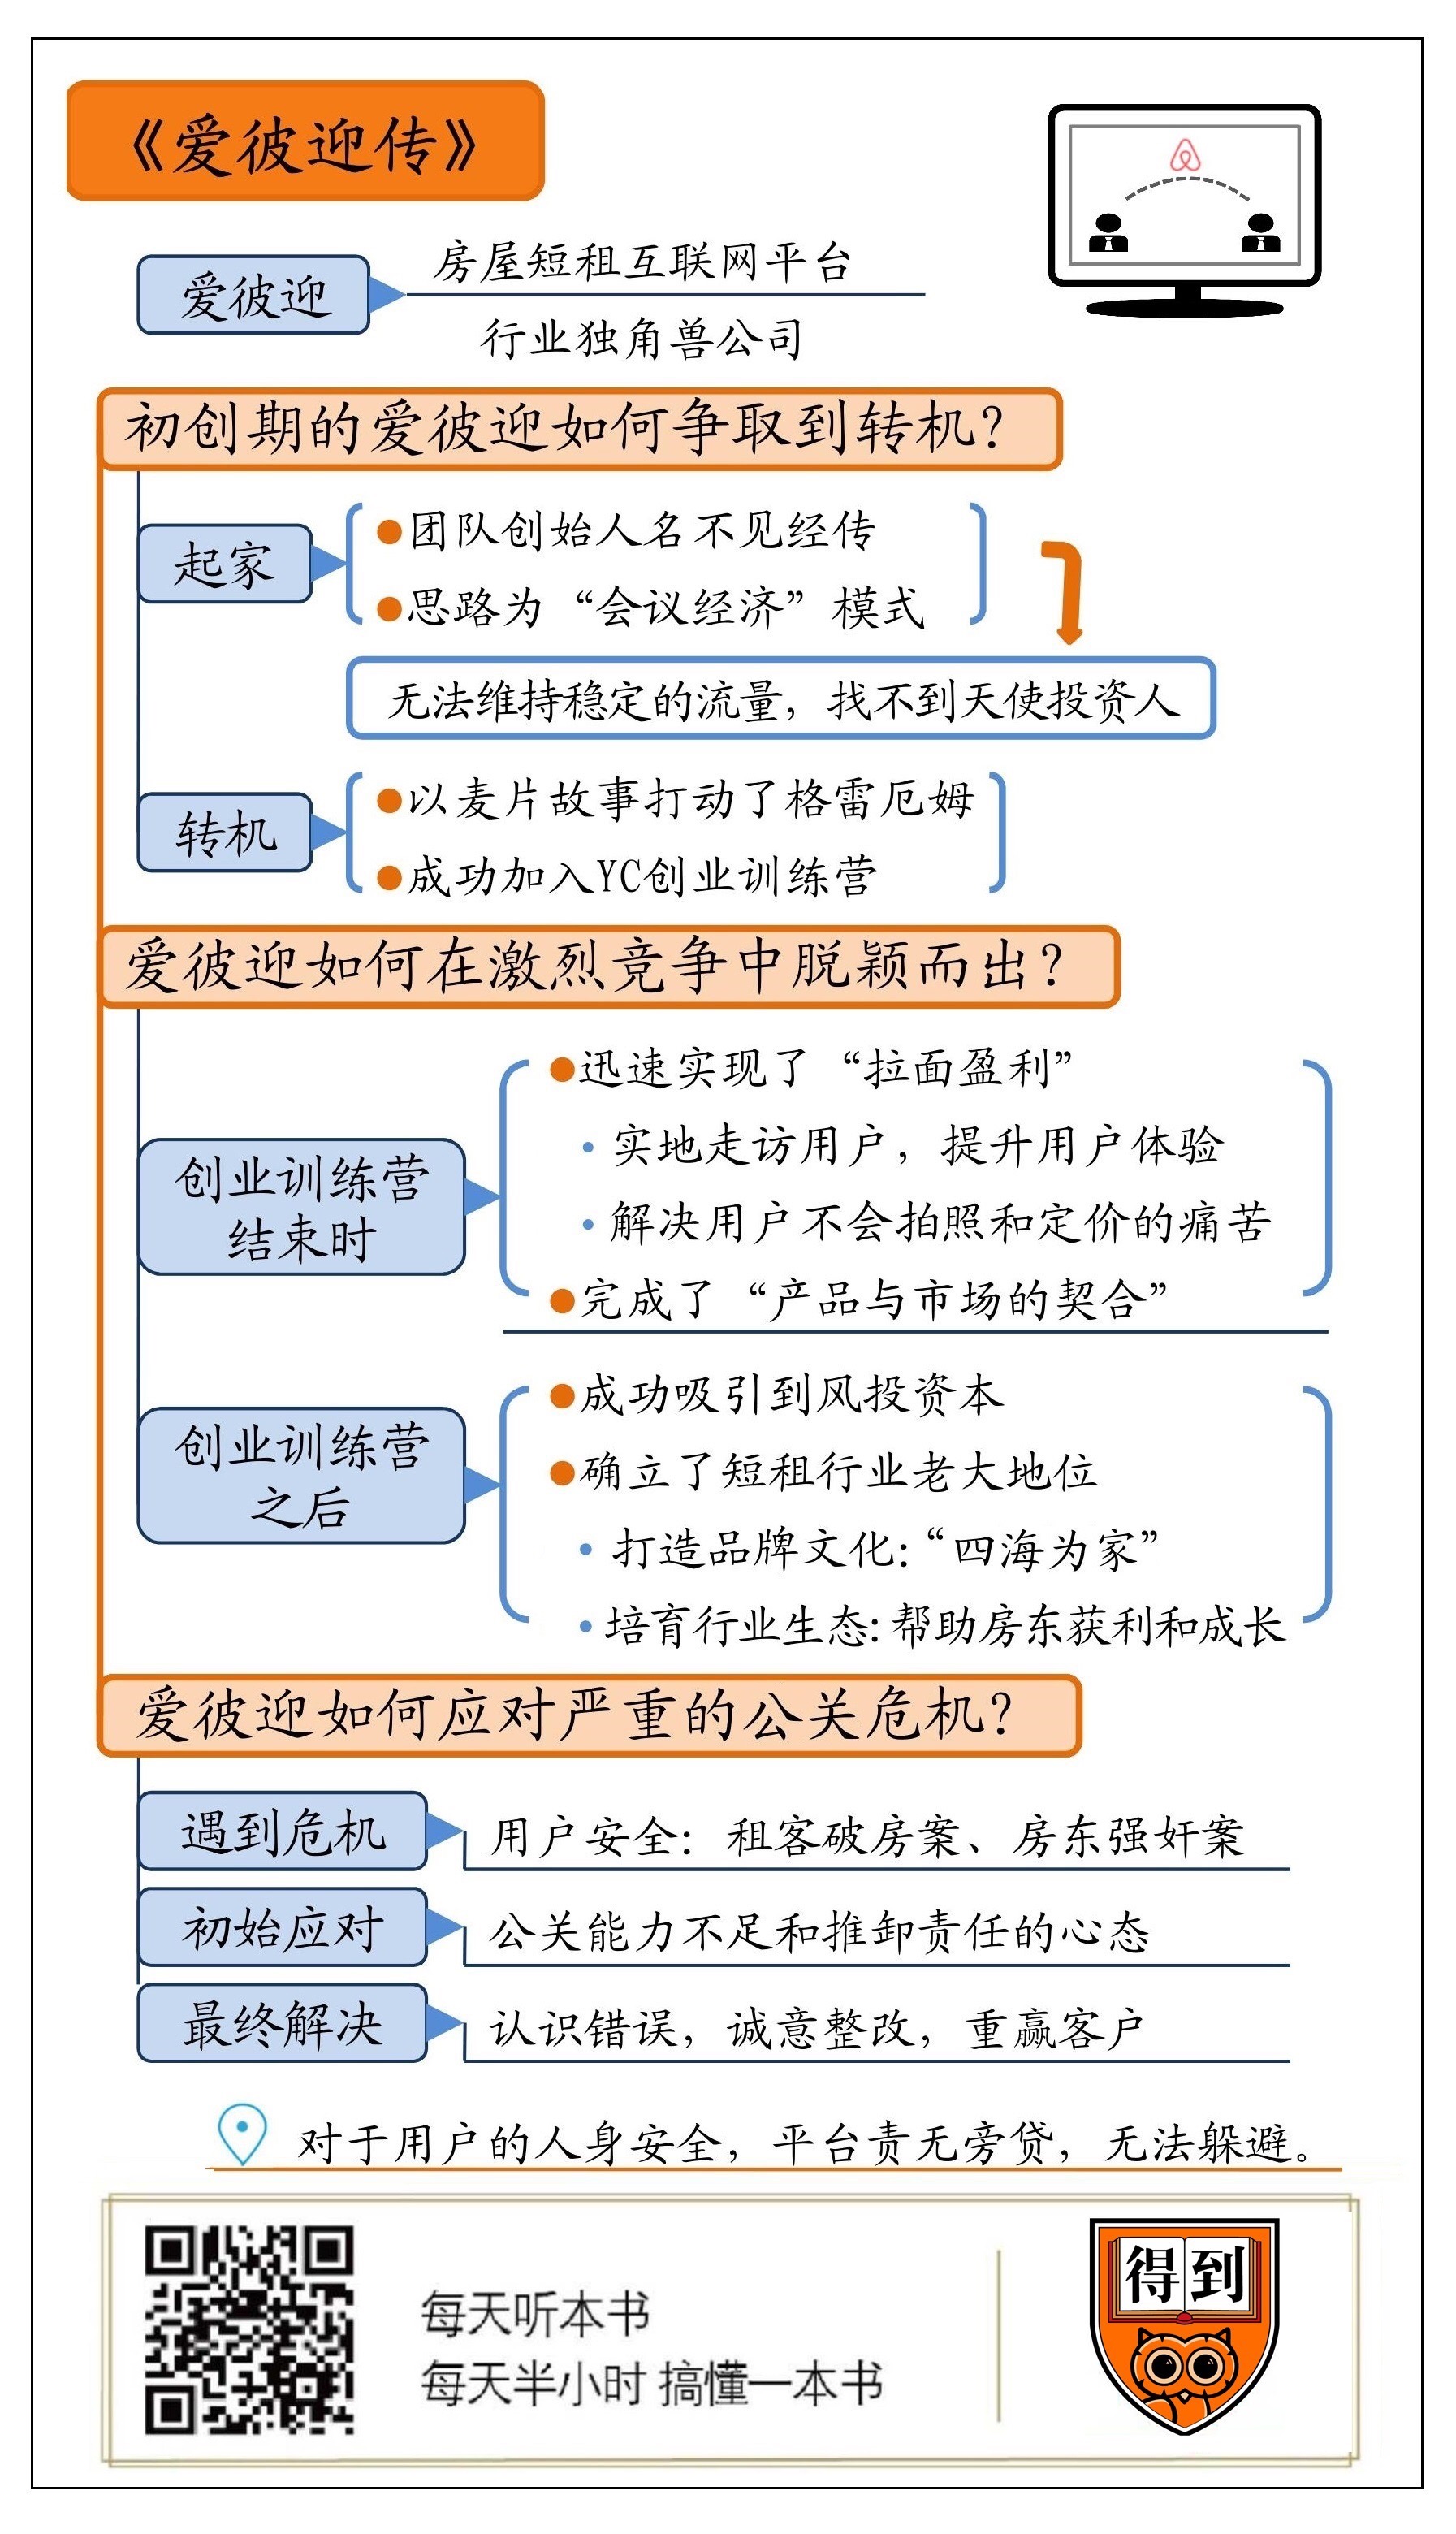 《爱彼迎传》
爱彼迎
房屋短租互联网平台
行业独角兽公司
初创期的爱彼迎如何争取到转机？
起家
●团队创始人名不见经传
●思路为“会议经济”模式
无法维持稳定的流量，找不到天使投资人
转机
●以麦片故事打动了格雷厄姆
●成功加入YC创业训练营
爱彼迎如何在激烈竞争中脱颖而出？
创业训练营
结束时
●迅速实现了“拉面盈利”
• 实地走访用户，提升用户体验
• 解决用户不会拍照和定价的痛苦
●完成了“产品与市场的契合”
创业训练营
之后
●成功吸引到风投资本
●确立了短租行业老大地位
• 打造品牌文化：“四海为家”
• 培育行业生态：帮助房东获利和成长
爱彼迎如何应对严重的公关危机？
遇到危机
用户安全：租客破房案、房东强奸案
初始应对
公关能力不足和推卸责任的心态
最终解决
认识错误，诚意整改，重赢客户
对于用户的人身安全，平台责无旁贷，无法躲避。
每天听本书
每天半小时 搞懂一本书
得到